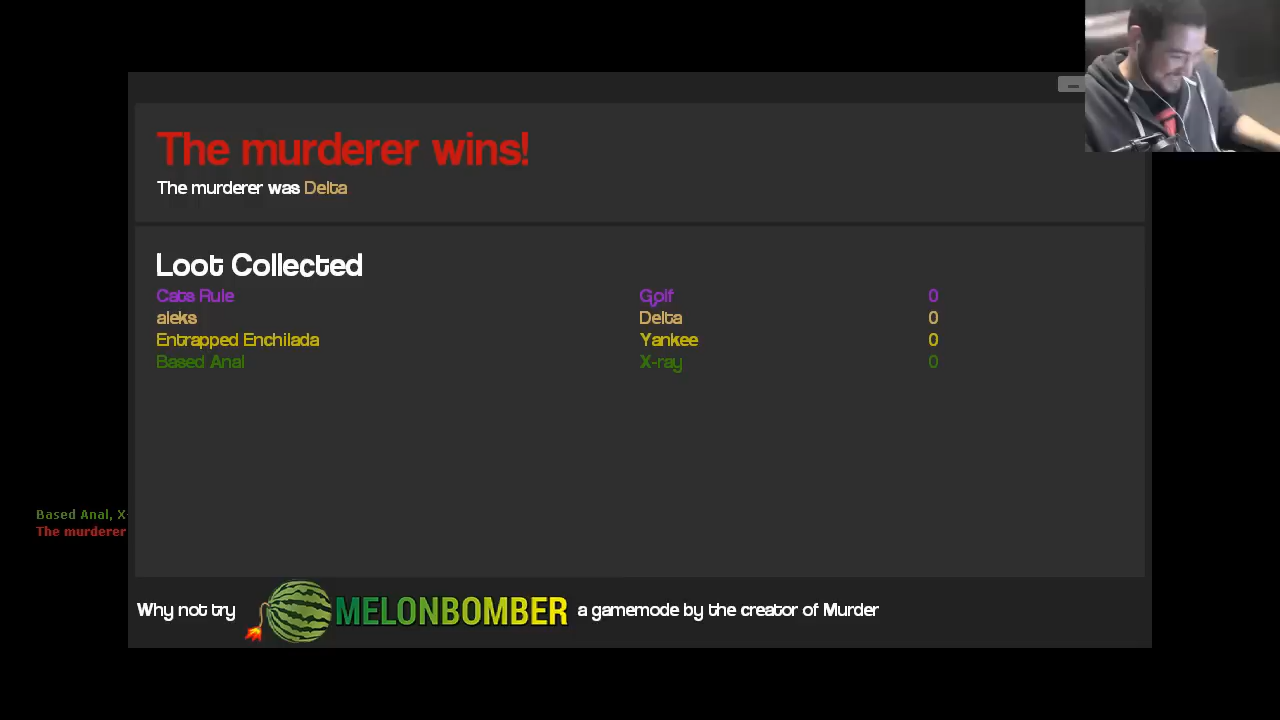 The murderer wins!
The murderer was Delta
Loot Collected
Cats Rule Golf 0
aleks Delta 0
Entrapped Enchilada Yankee 0
Based Anal X-ray 0
Based Anal, X-
The murderer
Why not try MELONBOMBER a gamemode by the creator of Murder